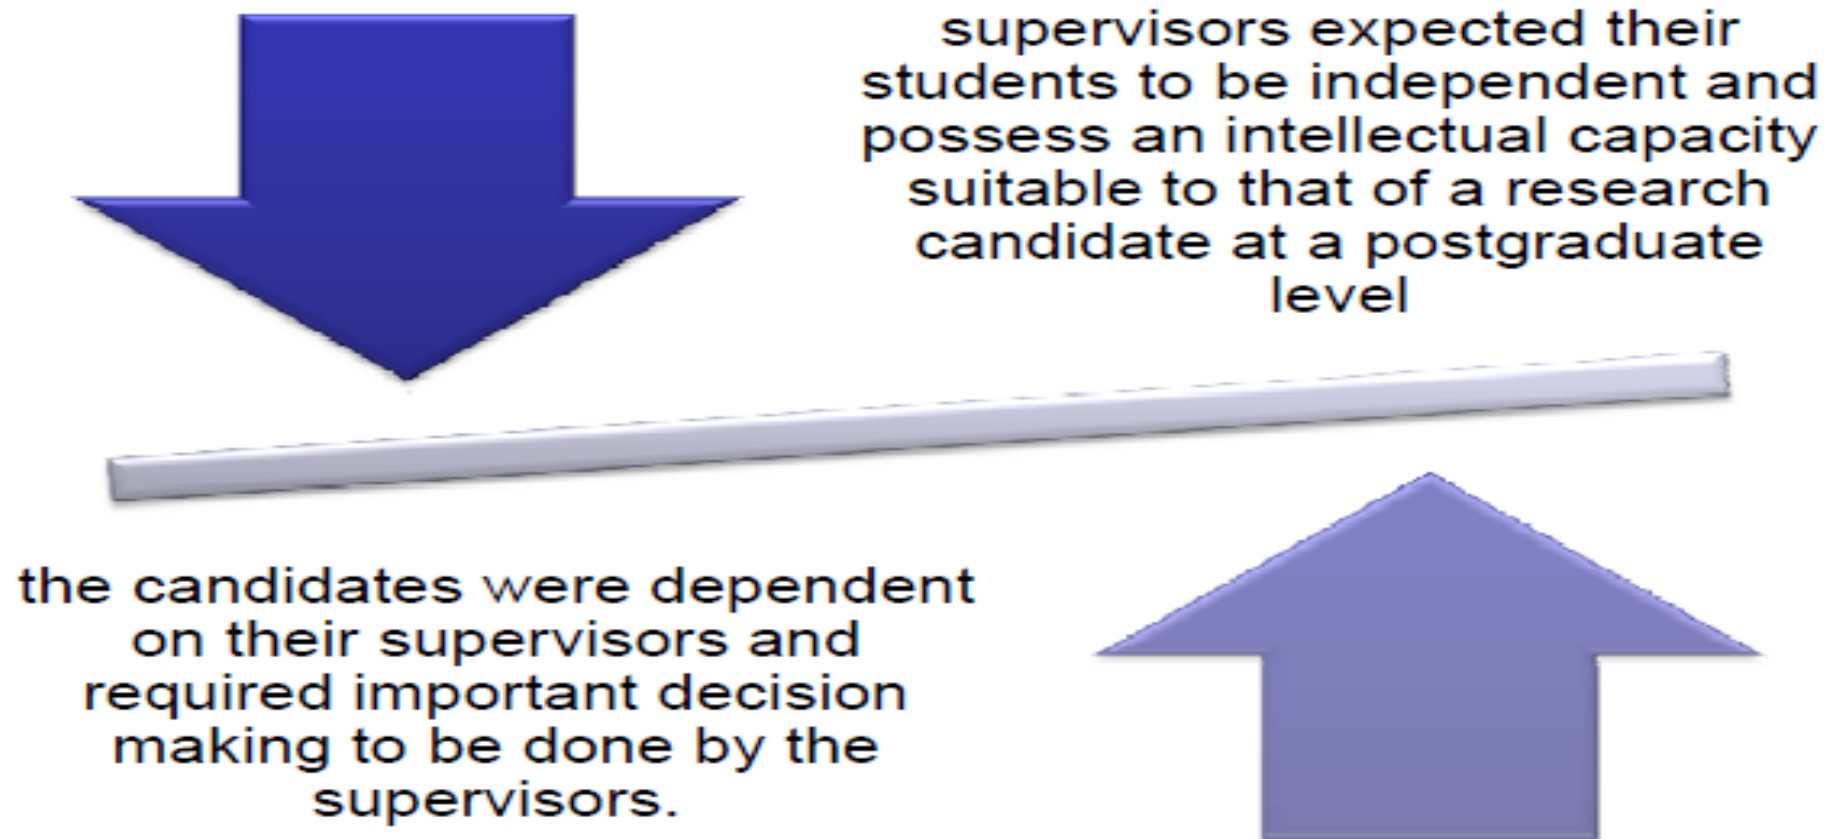 supervisors expected their
students to be independent and
possess an intellectual capacity
suitable to that of a research
candidate at a postgraduate
level
the candidates were dependent
on their supervisors and
required important decision
making to be done by the
supervisors.